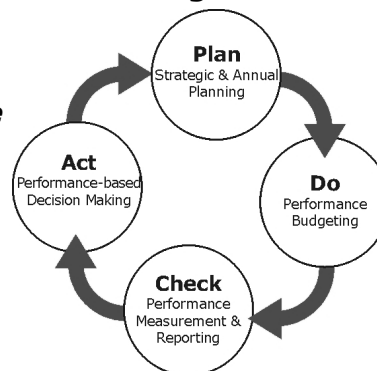 Plan
Strategic & Annual
Planning
Do
Performance
Budgeting
Check
Performance
Measurement &
Reporting
Act
Performance-based
Decision Making